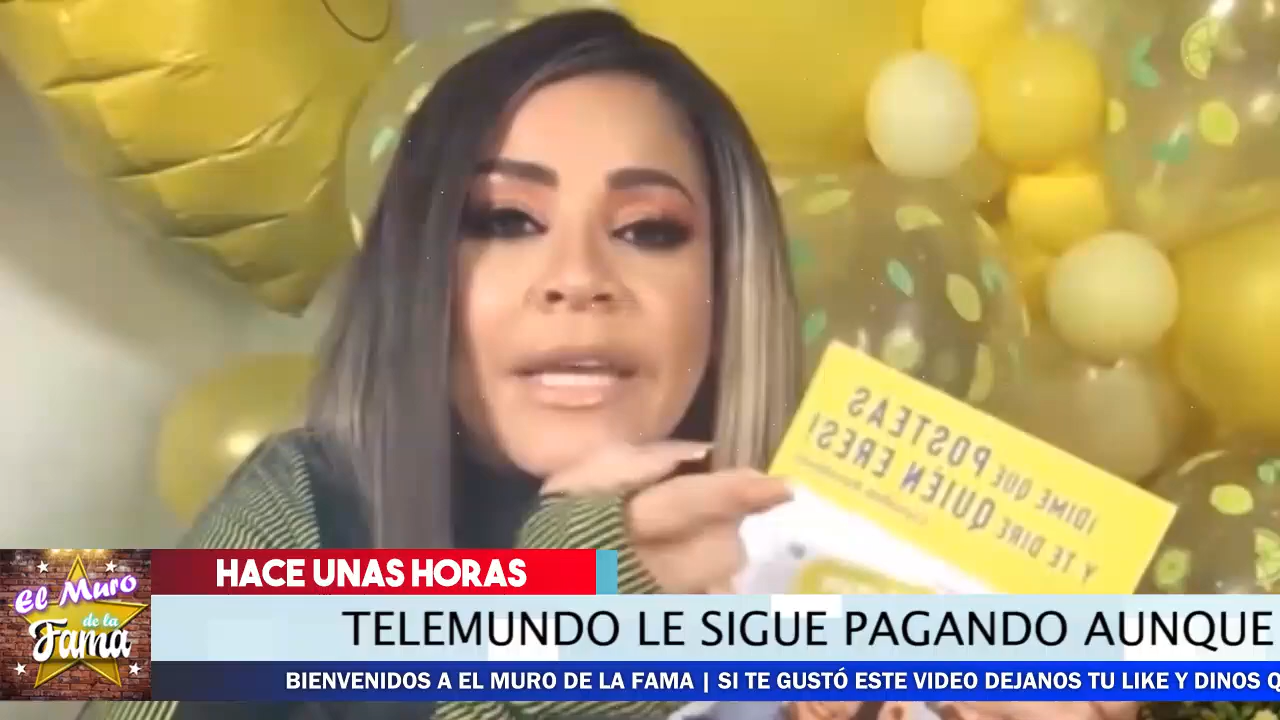 ¡DIME QUE POSTEAS
Y TE DIRE QUIÉN ERES!
HACE UNAS HORAS
El Muro
de la
Fama
TELEMUNDO LE SIGUE PAGANDO AUNQUE
BIENVENIDOS A EL MURO DE LA FAMA | SI TE GUSTÓ ESTE VIDEO DEJANOS TU LIKE Y DINOS Q